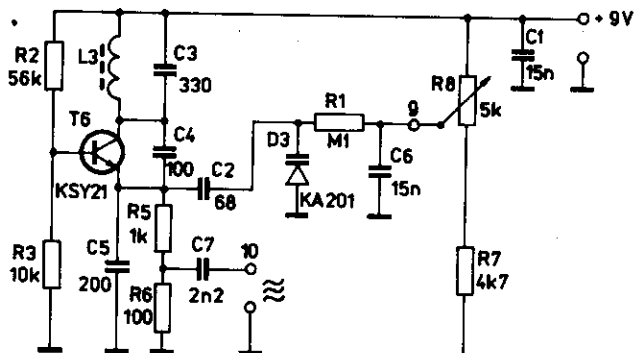 + 9V
R2
56k
L3
C3
330
C1
15n
R8
5k
R1
M1
9
T6
KSY21
C4
100
C2
68
D3
KA201
C6
15n
R3
10k
C5
200
R5
1k
C7
2n2
10
R6
100
R7
4k7